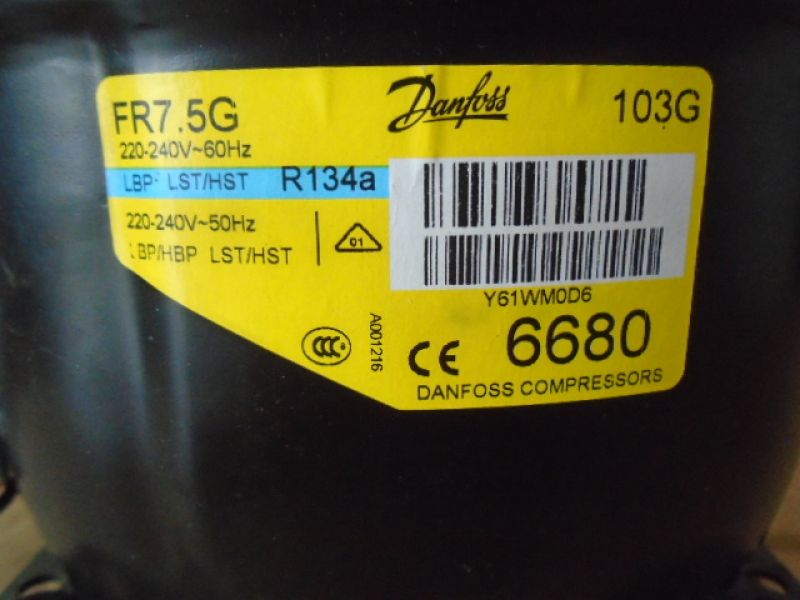 FR7.5G
Danfoss
103G
220-240V~60Hz
LBP LST/HST R134a
220-240V~50Hz
LBP/HBP LST/HST
01
Y61WM0D6
A001216
CCC
CE
6680
DANFOSS COMPRESSORS